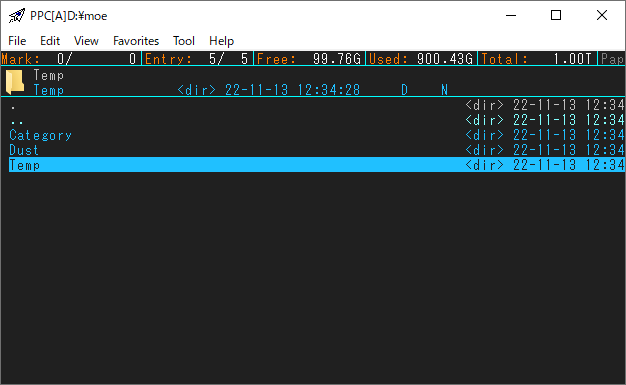 PPC[A]D:¥moe
File Edit View Favorites Tool Help
Mark: 0/ 0 Entry: 5/ 5 Free: 99.76G Used: 900.43G Total: 1.00T Pap
Temp
Temp <dir> 22-11-13 12:34:28 D N
. <dir> 22-11-13 12:34
.. <dir> 22-11-13 12:34
Category <dir> 22-11-13 12:34
Dust <dir> 22-11-13 12:34
Temp <dir> 22-11-13 12:34